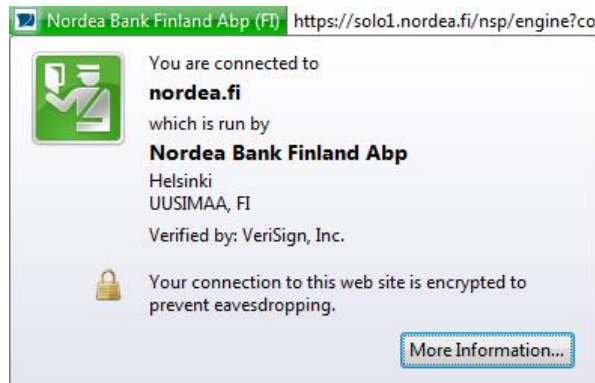 Nordea Bank Finland Abp (FI) https://solo1.nordea.fi/nsp/engine?co
You are connected to
nordea.fi
which is run by
Nordea Bank Finland Abp
Helsinki
UUSIMAA, FI
Verified by: VeriSign, Inc.
Your connection to this web site is encrypted to
prevent eavesdropping.
More Information...